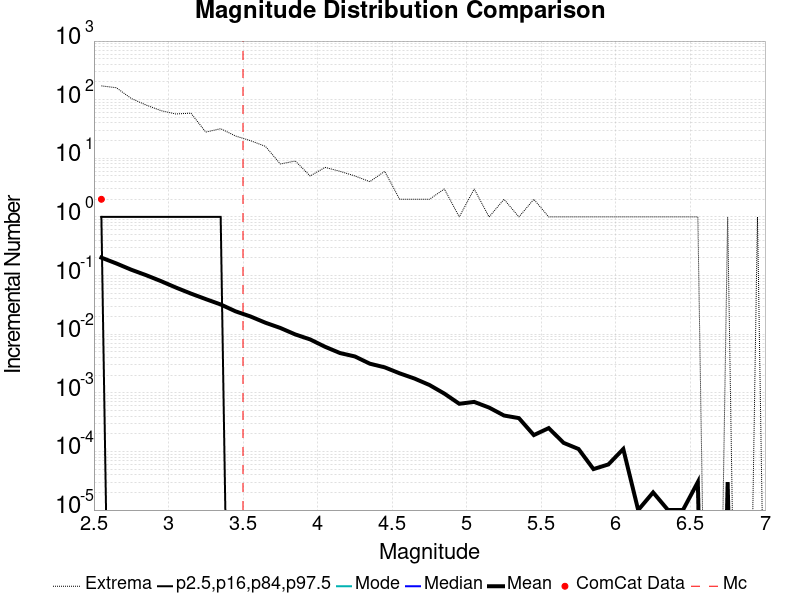 Magnitude Distribution Comparison
10^3
10^2
10^1
10^0
10^-1
10^-2
10^-3
10^-4
10^-5
Incremental Number
2.5 3 3.5 4 4.5 5 5.5 6 6.5 7
Magnitude
Extrema p2.5,p16,p84,p97.5 Mode Median Mean ComCat Data Mc